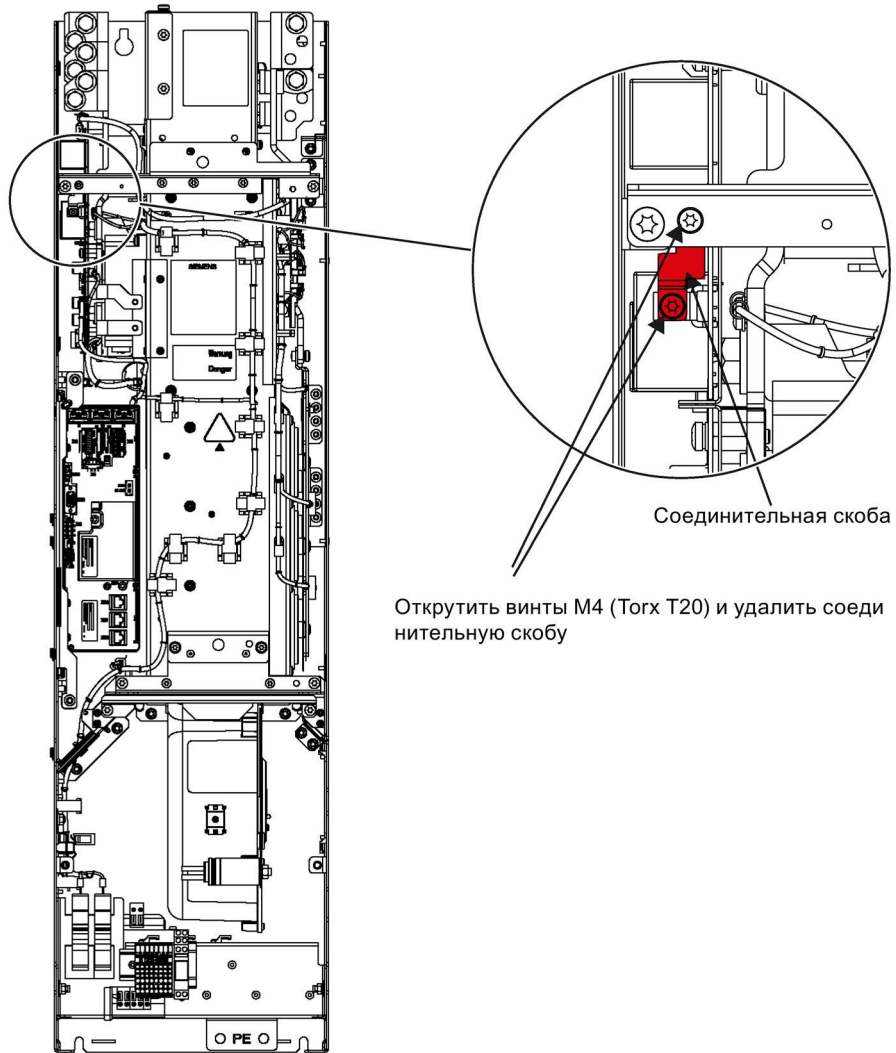 SIEMENS
Warnung
Danger
Соединительная скоба
Открутить винты M4 (Torx T20) и удалить соеди
нительную скобу
PE